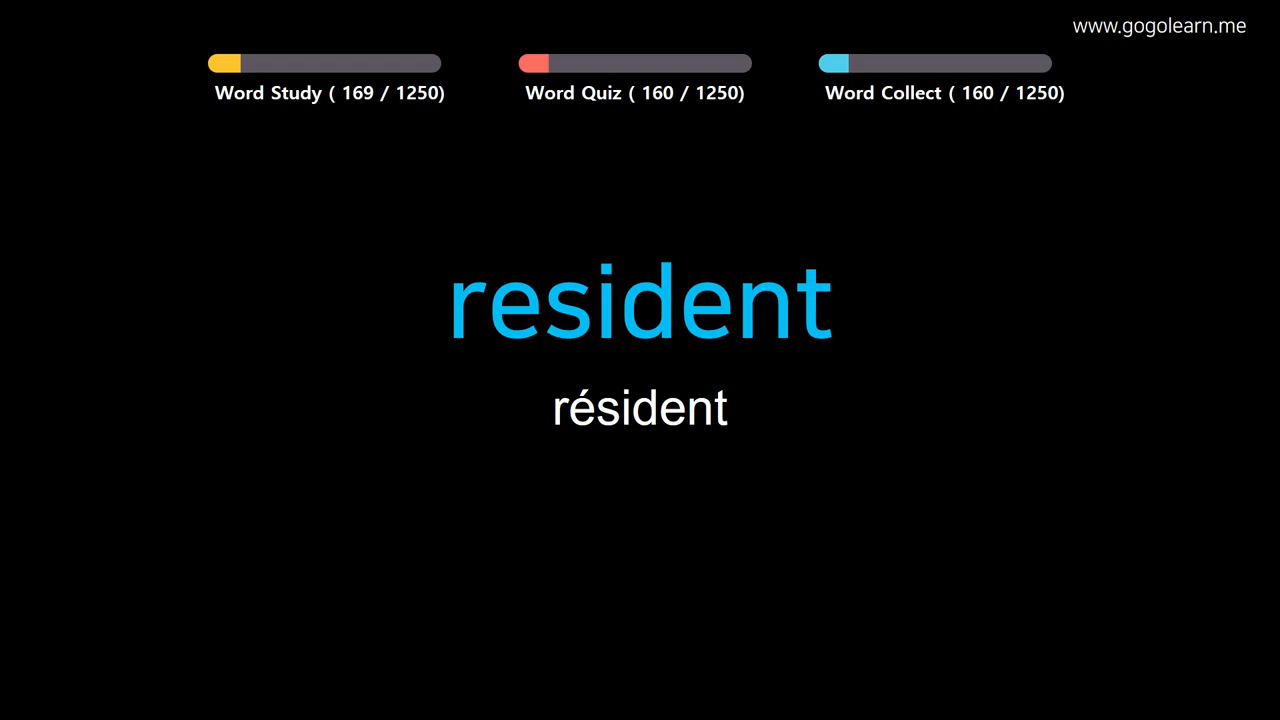 www.gogolearn.me
Word Study ( 169 / 1250)
Word Quiz ( 160 / 1250)
Word Collect ( 160 / 1250)
resident
résident